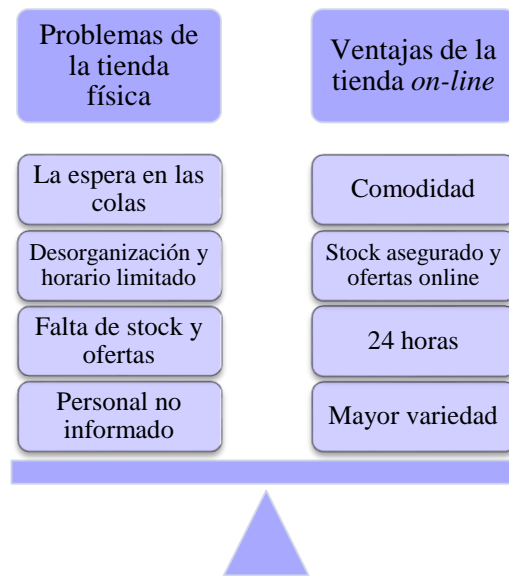 Problemas de
la tienda
física
Ventajas de la
tienda on-line
La espera en las
colas
Desorganización y
horario limitado
Falta de stock y
ofertas
Personal no
informado
Comodidad
Stock asegurado y
ofertas online
24 horas
Mayor variedad